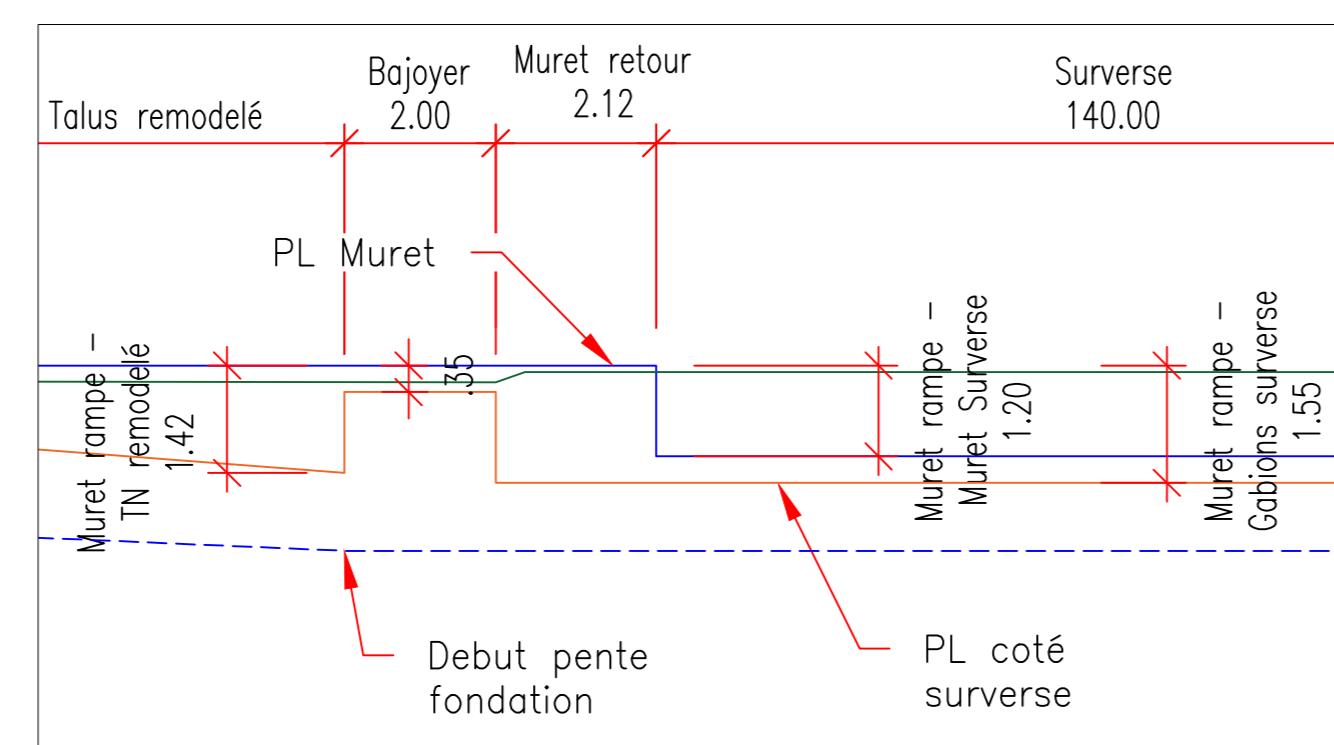 Talus remodelé
Bajoyer
2.00
Muret retour
2.12
Surverse
140.00
PL Muret
Muret rampe –
TN remodelé
1.42
.35
Muret rampe –
Muret Surverse
1.20
Muret rampe –
Gabions surverse
1.55
Debut pente
fondation
PL coté
surverse